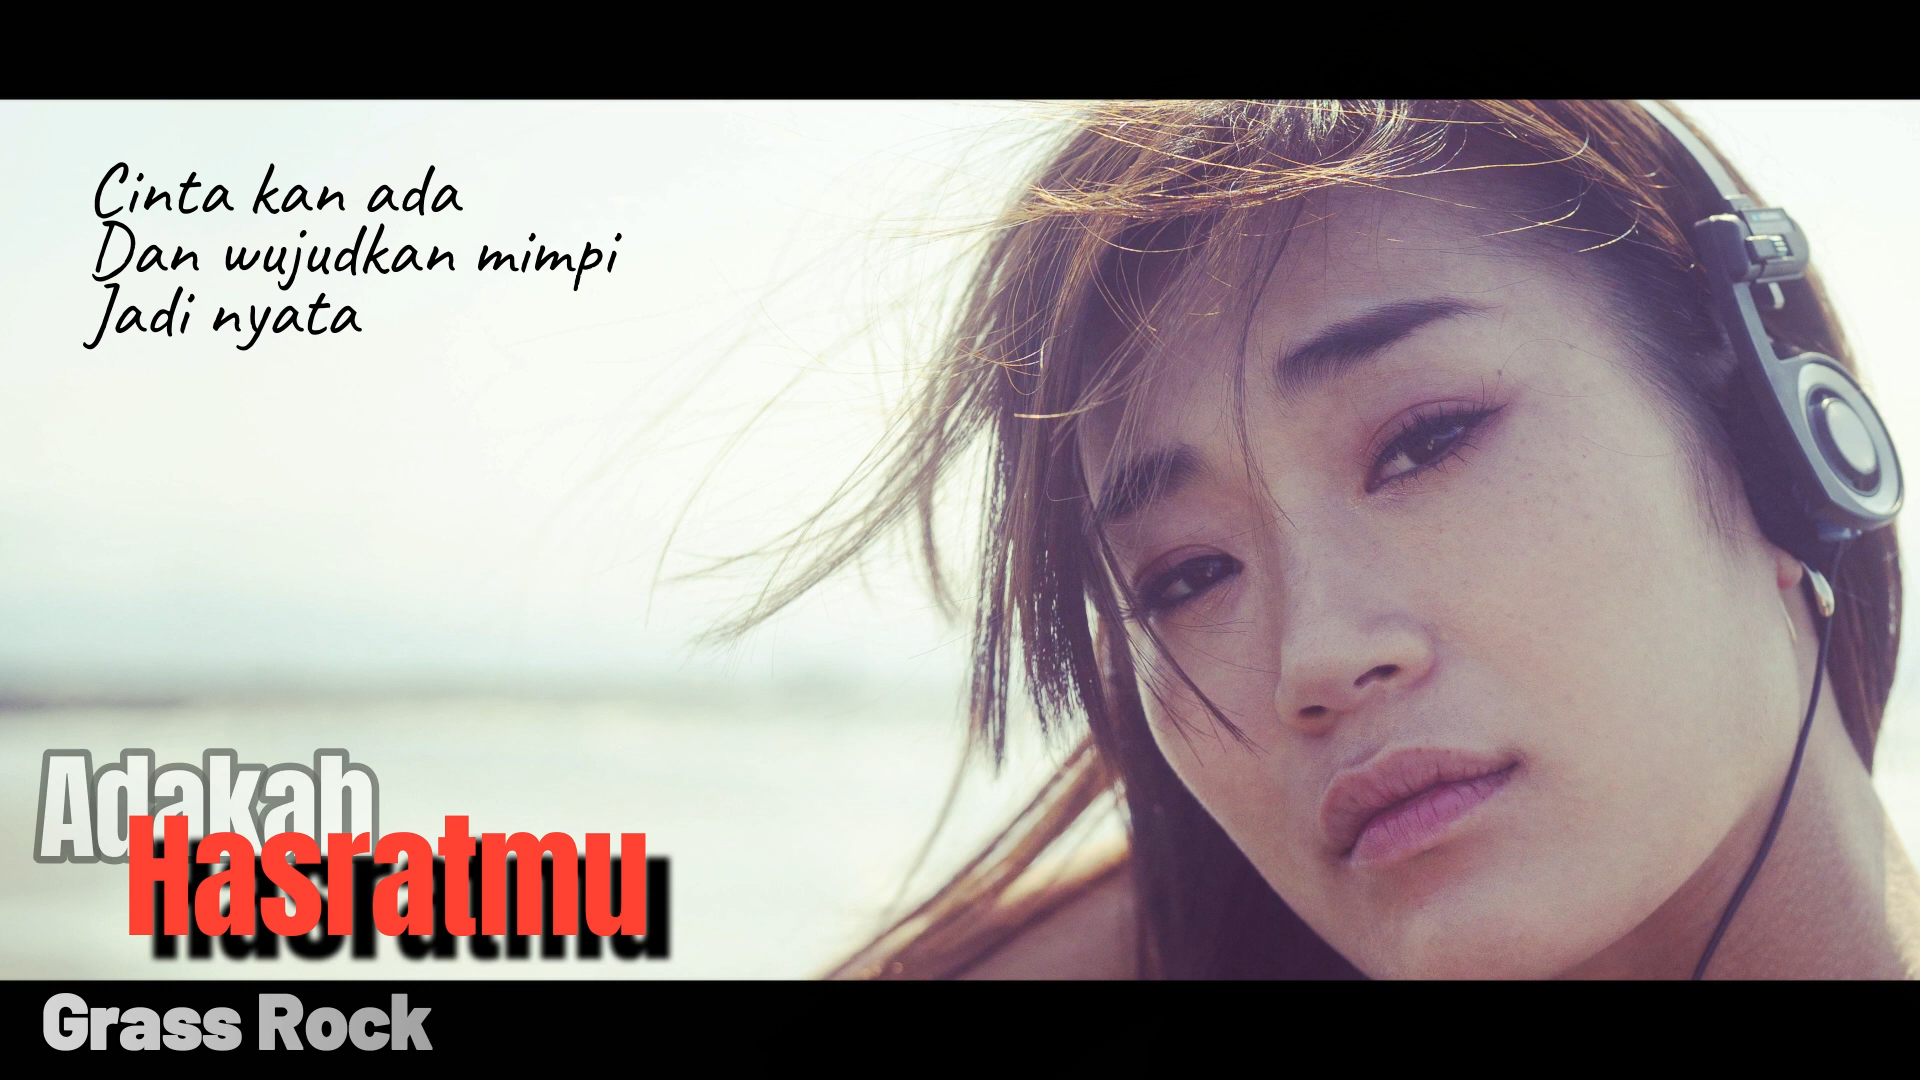 Cinta kan ada
Dan wujudkan mimpi
Jadi nyata
Adakah
Hasratmu
Grass Rock